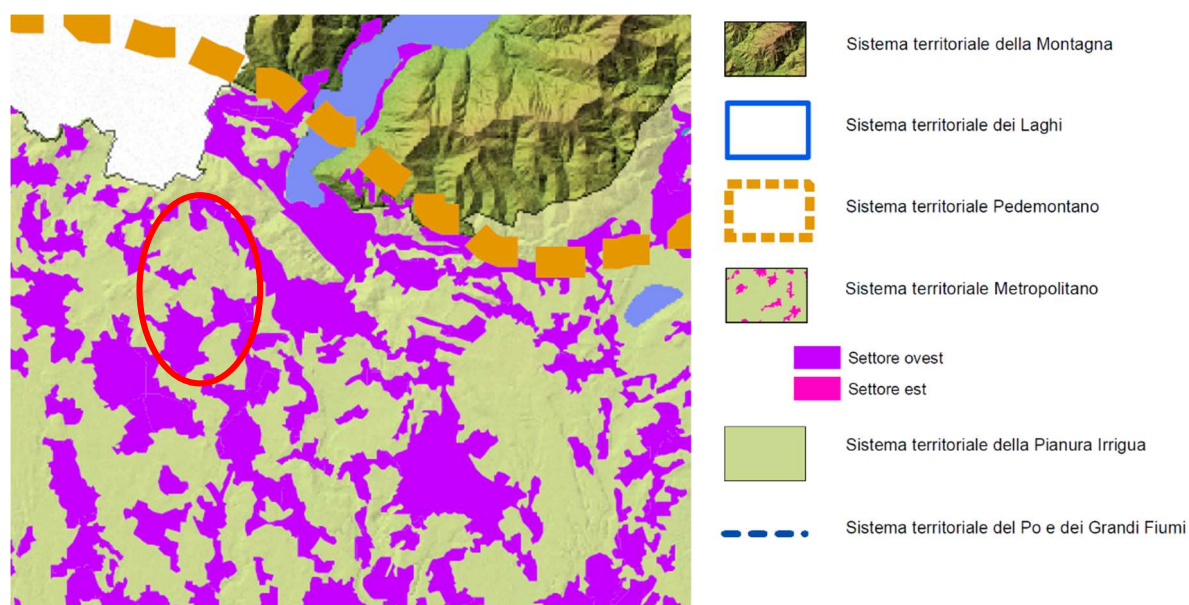 Sistema territoriale della Montagna
Sistema territoriale dei Laghi
Sistema territoriale Pedemontano
Sistema territoriale Metropolitano
Settore ovest
Settore est
Sistema territoriale della Pianura Irrigua
Sistema territoriale del Po e dei Grandi Fiumi